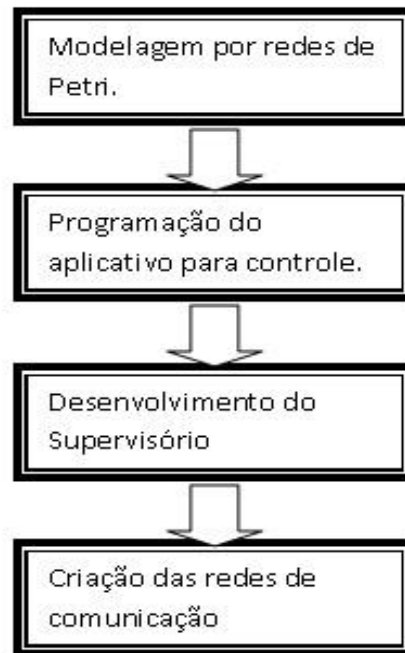 Modelagem por redes de
Petri.
Programação do
aplicativo para controle.
Desenvolvimento do
Supervisório
Criação das redes de
comunicação